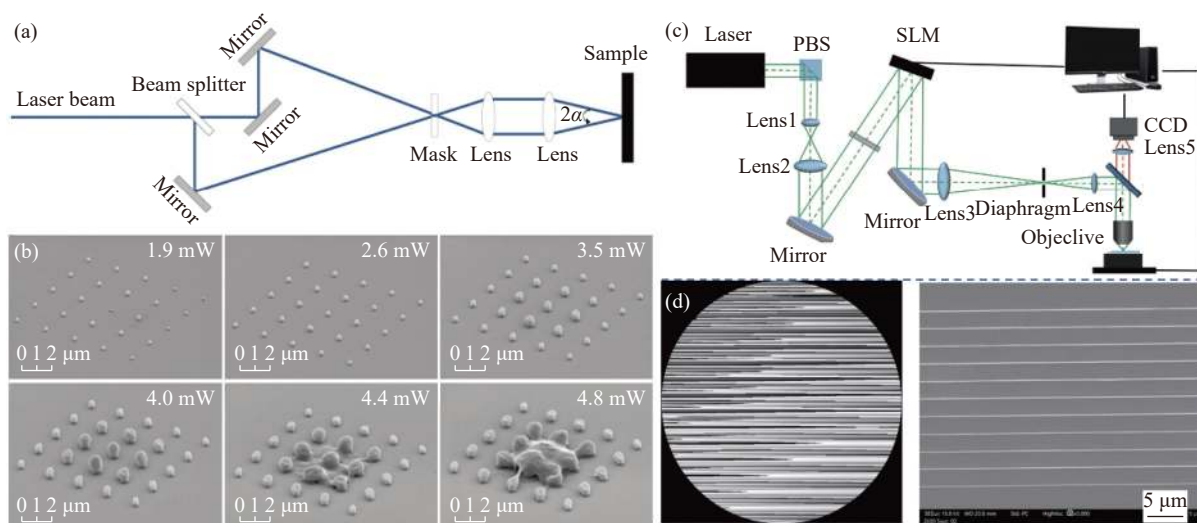 (a)
Mirror
Beam splitter
Laser beam
Mirror
Mirror
Mask
Lens
Lens
2α
Sample
(b)
1.9 mW
0 1 2 μm
2.6 mW
0 1 2 μm
3.5 mW
0 1 2 μm
4.0 mW
0 1 2 μm
4.4 mW
0 1 2 μm
4.8 mW
0 1 2 μm
(c)
Laser
PBS
SLM
Lens1
Lens2
Mirror
Mirror
Lens3
Diaphragm
Lens4
CCD
Lens5
Objeclive
(d)
5 μm